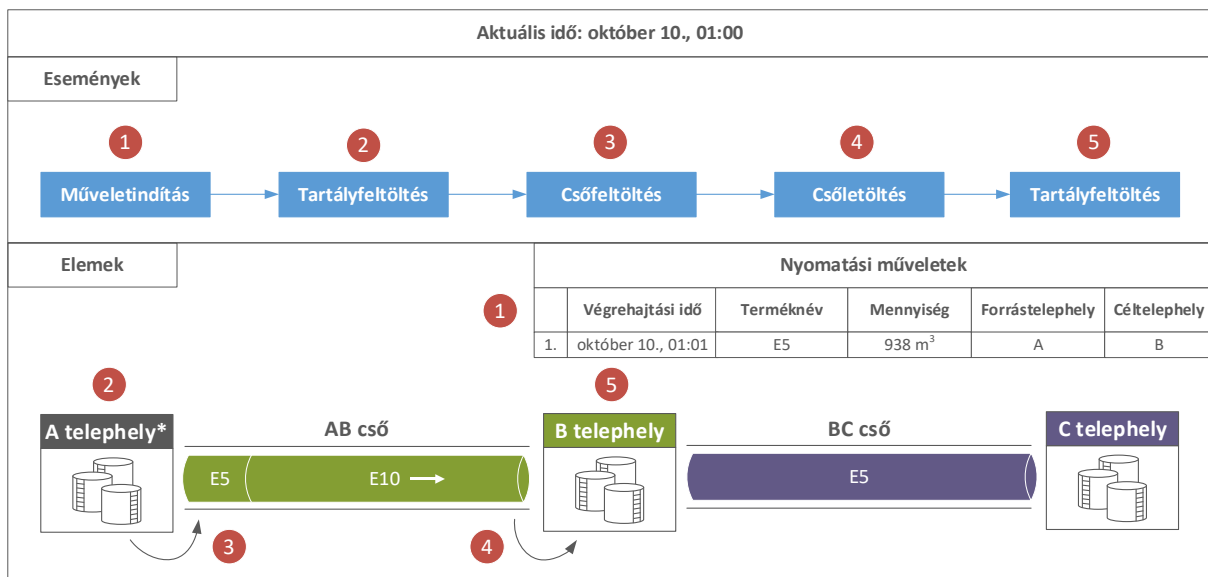 Aktuális idő: október 10., 01:00
Események
1 2 3 4 5
Műveletindítás Tartályfeltöltés Csőfeltöltés Csőletöltés Tartályfeltöltés
Elemek
Nyomatási műveletek
1
Végrehajtási idő Terméknév Mennyiség Forrástelephely Céltelephely
1. október 10., 01:01 E5 938 m³ A B
2 5
A telephely* AB cső B telephely BC cső C telephely
E5 E10 E5
3 4